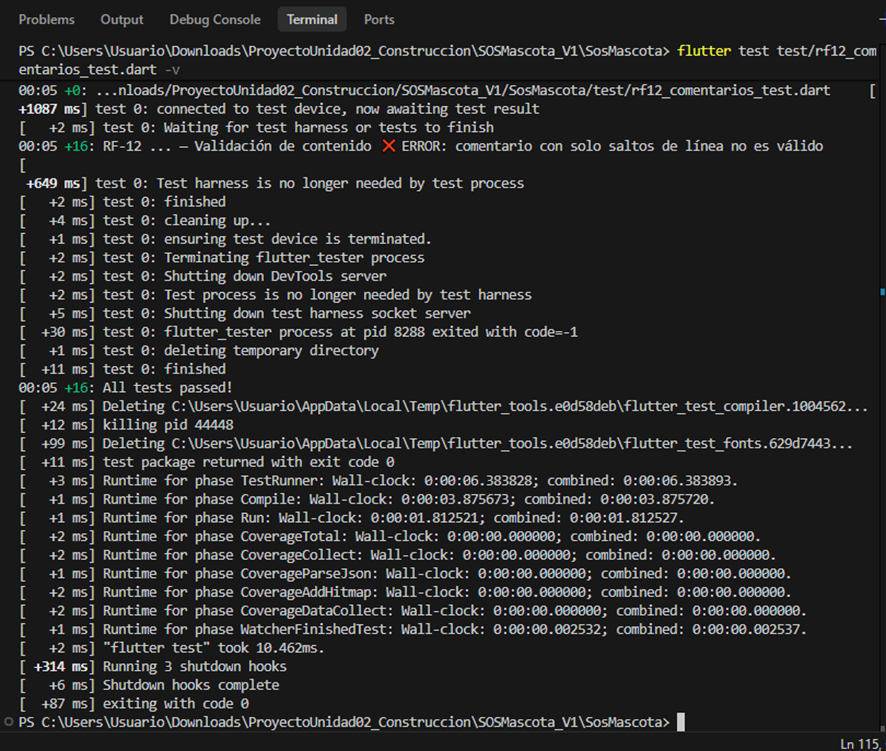 Problems Output Debug Console Terminal Ports
PS C:\Users\Usuario\Downloads\ProyectoUnidad02_Construccion\SOSMascota_V1\SosMascota> flutter test test/rf12_com
entarios_test.dart -v
00:05 +0: ...nloads/ProyectoUnidad02_Construccion/SOSMascota_V1/SosMascota/test/rf12_comentarios_test.dart [
+1087 ms] test 0: connected to test device, now awaiting test result
[ +2 ms] test 0: Waiting for test harness or tests to finish
00:05 +16: RF-12 ... — Validación de contenido ❌ ERROR: comentario con solo saltos de línea no es válido
[
+649 ms] test 0: Test harness is no longer needed by test process
[ +2 ms] test 0: finished
[ +4 ms] test 0: cleaning up...
[ +1 ms] test 0: ensuring test device is terminated.
[ +2 ms] test 0: Terminating flutter_tester process
[ +2 ms] test 0: Shutting down DevTools server
[ +2 ms] test 0: Test process is no longer needed by test harness
[ +5 ms] test 0: Shutting down test harness socket server
[ +30 ms] test 0: flutter_tester process at pid 8288 exited with code=-1
[ +1 ms] test 0: deleting temporary directory
[ +11 ms] test 0: finished
00:05 +16: All tests passed!
[ +24 ms] Deleting C:\Users\Usuario\AppData\Local\Temp\flutter_tools.e0d58deb\flutter_test_compiler.1004562...
[ +12 ms] killing pid 44448
[ +99 ms] Deleting C:\Users\Usuario\AppData\Local\Temp\flutter_tools.e0d58deb\flutter_test_fonts.629d7443...
[ +11 ms] test package returned with exit code 0
[ +3 ms] Runtime for phase TestRunner: Wall-clock: 0:00:06.383828; combined: 0:00:06.383893.
[ +1 ms] Runtime for phase Compile: Wall-clock: 0:00:03.875673; combined: 0:00:03.875720.
[ +1 ms] Runtime for phase Run: Wall-clock: 0:00:01.812521; combined: 0:00:01.812527.
[ +2 ms] Runtime for phase CoverageTotal: Wall-clock: 0:00:00.000000; combined: 0:00:00.000000.
[ +2 ms] Runtime for phase CoverageCollect: Wall-clock: 0:00:00.000000; combined: 0:00:00.000000.
[ +1 ms] Runtime for phase CoverageParseJson: Wall-clock: 0:00:00.000000; combined: 0:00:00.000000.
[ +2 ms] Runtime for phase CoverageAddHitmap: Wall-clock: 0:00:00.000000; combined: 0:00:00.000000.
[ +2 ms] Runtime for phase CoverageDataCollect: Wall-clock: 0:00:00.000000; combined: 0:00:00.000000.
[ +1 ms] Runtime for phase WatcherFinishedTest: Wall-clock: 0:00:00.002532; combined: 0:00:00.002537.
[ +2 ms] "flutter test" took 10.462ms.
[ +314 ms] Running 3 shutdown hooks
[ +6 ms] Shutdown hooks complete
[ +87 ms] exiting with code 0
PS C:\Users\Usuario\Downloads\ProyectoUnidad02_Construccion\SOSMascota_V1\SosMascota>
Ln 115,